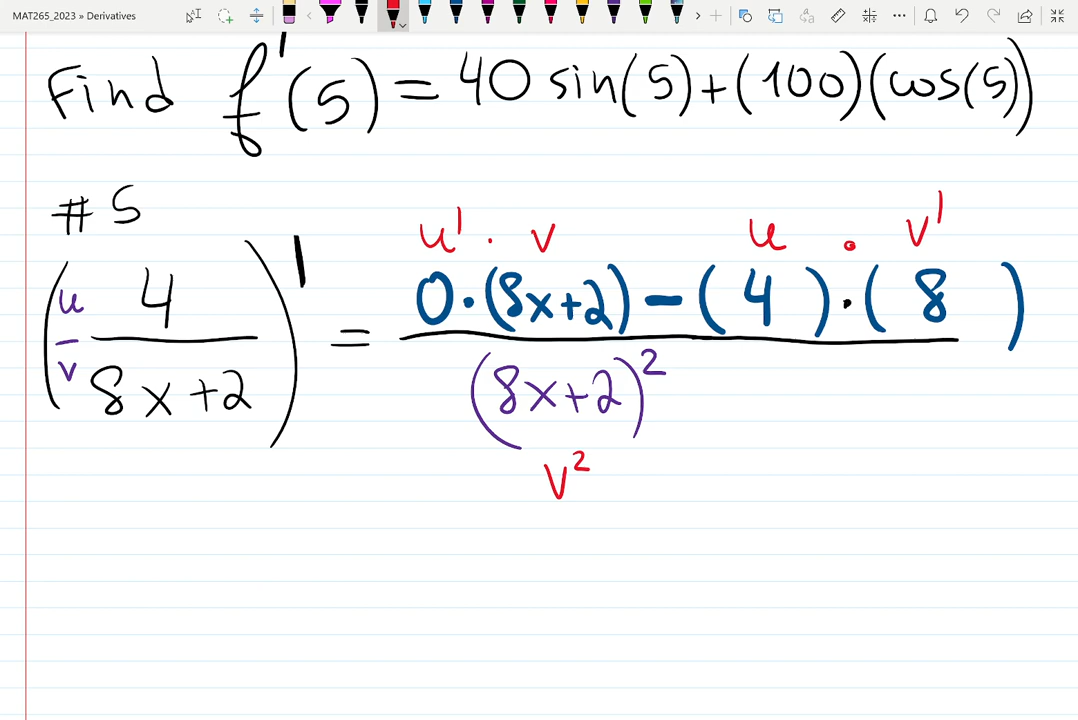 MAT265_2023 » Derivatives
Find f'(5) = 40 sin(5) + (100)(cos(5))
# 5
u' · v u · v'
(4 / 8x+2)' = 0·(8x+2) − (4)·(8)
u / v
(8x+2)²
v²